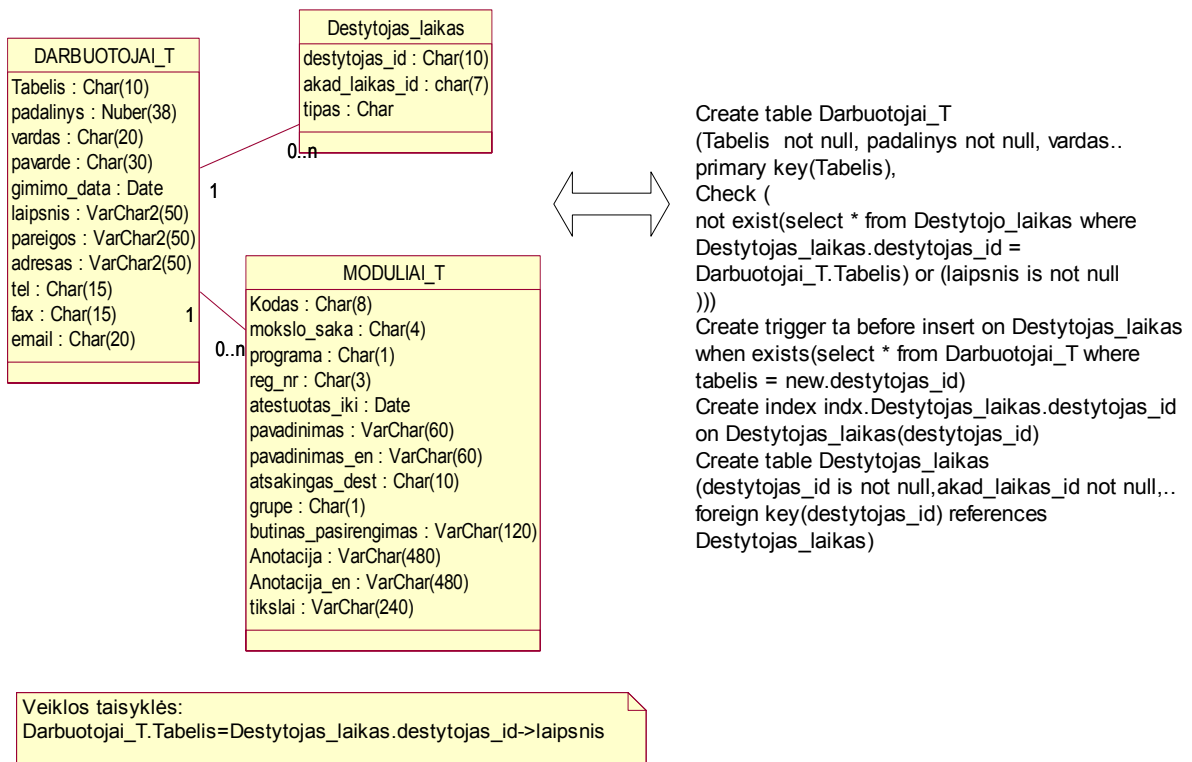 DARBUOTOJAI_T
Tabelis : Char(10)
padalinys : Nuber(38)
vardas : Char(20)
pavarde : Char(30)
gimimo_data : Date
laipsnis : VarChar2(50)
pareigos : VarChar2(50)
adresas : VarChar2(50)
tel : Char(15)
fax : Char(15)
email : Char(20)
Destytojas_laikas
destytojas_id : Char(10)
akad_laikas_id : char(7)
tipas : Char
0..n
1
1
0..n
MODULIAI_T
Kodas : Char(8)
mokslo_saka : Char(4)
programa : Char(1)
reg_nr : Char(3)
atestuotas_iki : Date
pavadinimas : VarChar(60)
pavadinimas_en : VarChar(60)
atsakingas_dest : Char(10)
grupe : Char(1)
butinas_pasirengimas : VarChar(120)
Anotacija : VarChar(480)
Anotacija_en : VarChar(480)
tikslai : VarChar(240)
Create table Darbuotojai_T
(Tabelis not null, padalinys not null, vardas..
primary key(Tabelis),
Check (
not exist(select * from Destytojo_laikas where
Destytojas_laikas.destytojas_id =
Darbuotojai_T.Tabelis) or (laipsnis is not null
)))
Create trigger ta before insert on Destytojas_laikas
when exists(select * from Darbuotojai_T where
tabelis = new.destytojas_id)
Create index indx.Destytojas_laikas.destytojas_id
on Destytojas_laikas(destytojas_id)
Create table Destytojas_laikas
(destytojas_id is not null,akad_laikas_id not null,..
foreign key(destytojas_id) references
Destytojas_laikas)
Veiklos taisyklės:
Darbuotojai_T.Tabelis=Destytojas_laikas.destytojas_id->laipsnis